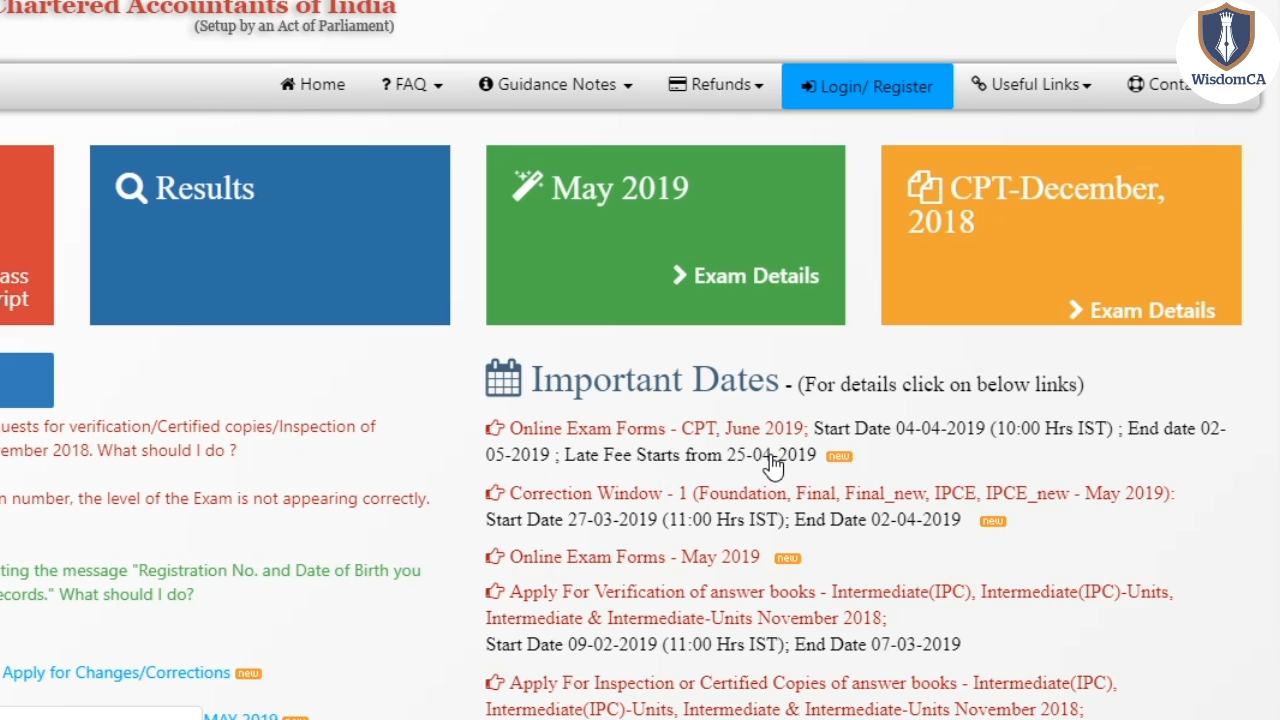 Chartered Accountants of India
(Setup by an Act of Parliament)
WisdomCA
Home
? FAQ
Guidance Notes
Refunds
Login/ Register
Useful Links
Conta
ass
ript
Results
May 2019
Exam Details
CPT-December,
2018
Exam Details
Important Dates - (For details click on below links)
uests for verification/Certified copies/Inspection of
ember 2018. What should I do ?
n number, the level of the Exam is not appearing correctly.
ting the message "Registration No. and Date of Birth you
ecords." What should I do?
Apply for Changes/Corrections new
MAY 2019 new
Online Exam Forms - CPT, June 2019; Start Date 04-04-2019 (10:00 Hrs IST) ; End date 02-
05-2019 ; Late Fee Starts from 25-04-2019 new
Correction Window - 1 (Foundation, Final, Final_new, IPCE, IPCE_new - May 2019):
Start Date 27-03-2019 (11:00 Hrs IST); End Date 02-04-2019 new
Online Exam Forms - May 2019 new
Apply For Verification of answer books - Intermediate(IPC), Intermediate(IPC)-Units,
Intermediate & Intermediate-Units November 2018;
Start Date 09-02-2019 (11:00 Hrs IST); End Date 07-03-2019
Apply For Inspection or Certified Copies of answer books - Intermediate(IPC),
Intermediate(IPC)-Units, Intermediate & Intermediate-Units November 2018;